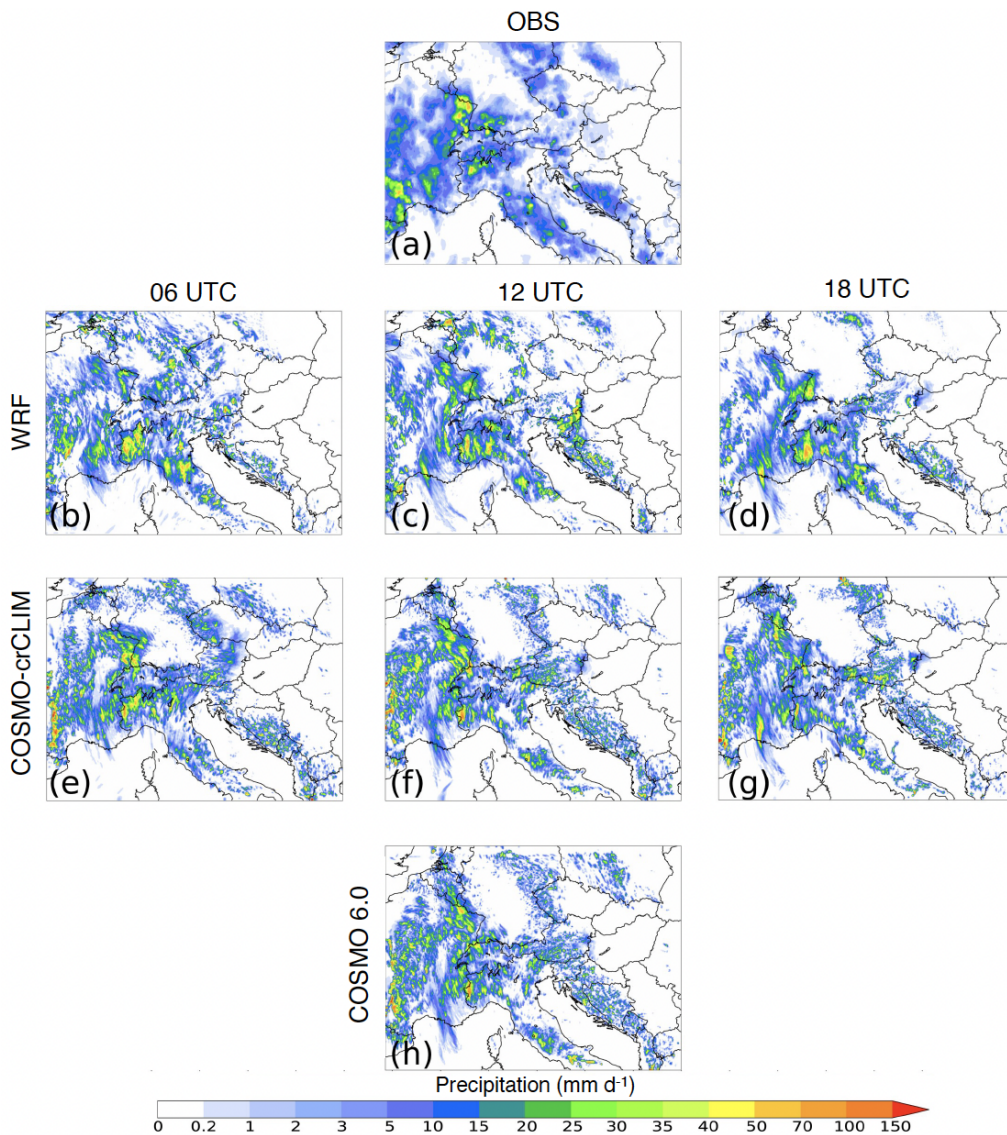 OBS
(a)
06 UTC 12 UTC 18 UTC
WRF
(b) (c) (d)
COSMO-crCLIM
(e) (f) (g)
COSMO 6.0
(h)
Precipitation (mm d-1)
0 0.2 1 2 3 5 10 15 20 25 30 35 40 50 70 100 150